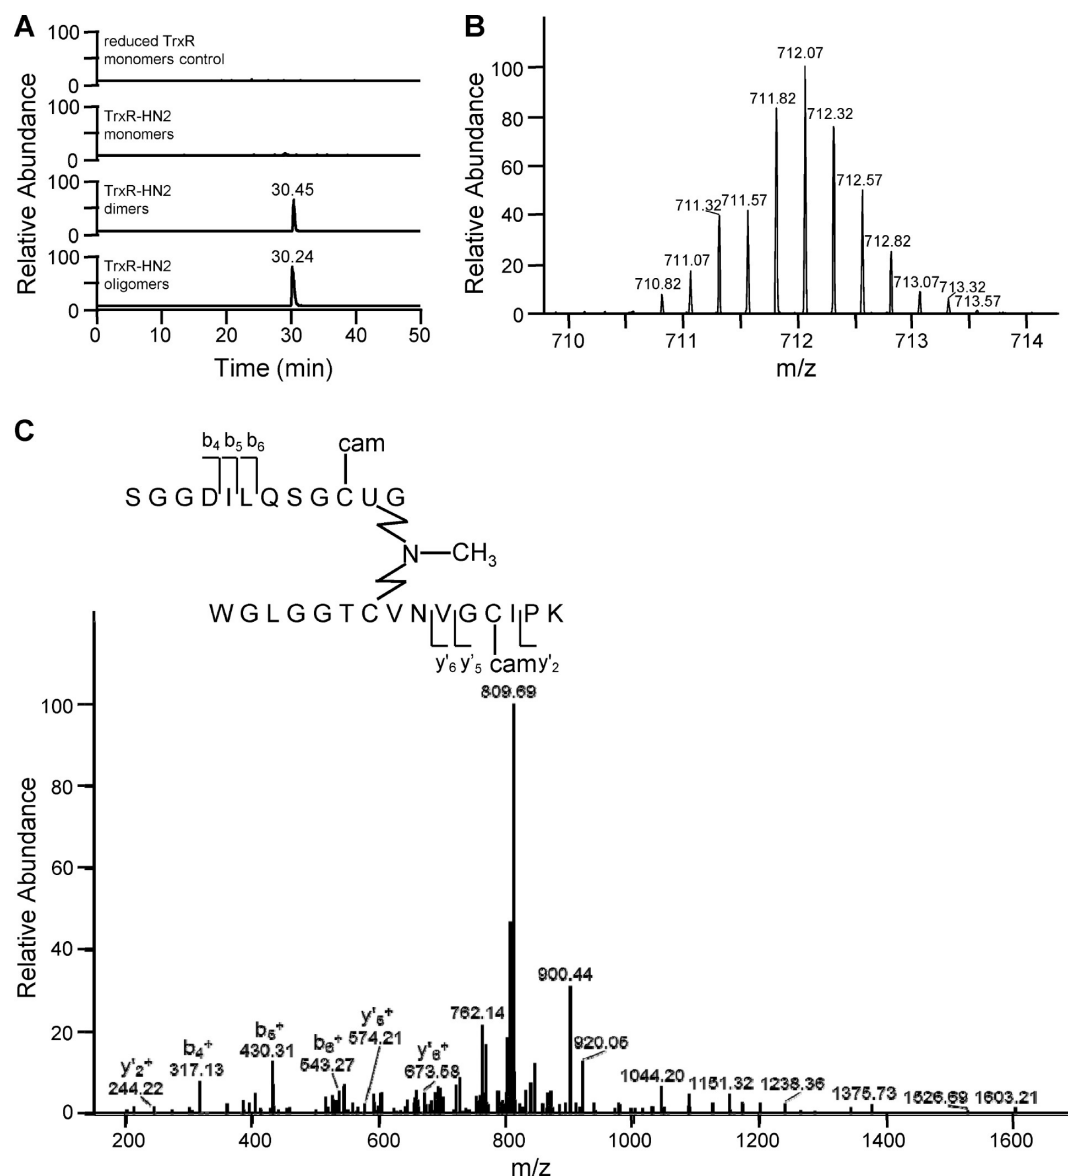 A
Relative Abundance
100
0
reduced TrxR
monomers control
100
0
TrxR-HN2
monomers
100
0
TrxR-HN2
dimers
30.45
100
0
TrxR-HN2
oligomers
30.24
0 10 20 30 40 50
Time (min)
B
Relative Abundance
100
80
60
40
20
0
710.82
711.07
711.32
711.57
711.82
712.07
712.32
712.57
712.82
713.07
713.32
713.57
710 711 712 713 714
m/z
C
b4 b5 b6
cam
S G G D I L Q S G C U G
N—CH3
W G L G G T C V N V G C I P K
y'6 y'5 cam y'2
Relative Abundance
100
80
60
40
20
0
y'2+
244.22
b4+
317.13
b5+
430.31
b6+
543.27
y'5+
574.21
y'6+
673.58
762.14
809.69
900.44
920.05
1044.20
1151.32
1238.36
1375.73
1526.69
1603.21
200 400 600 800 1000 1200 1400 1600
m/z